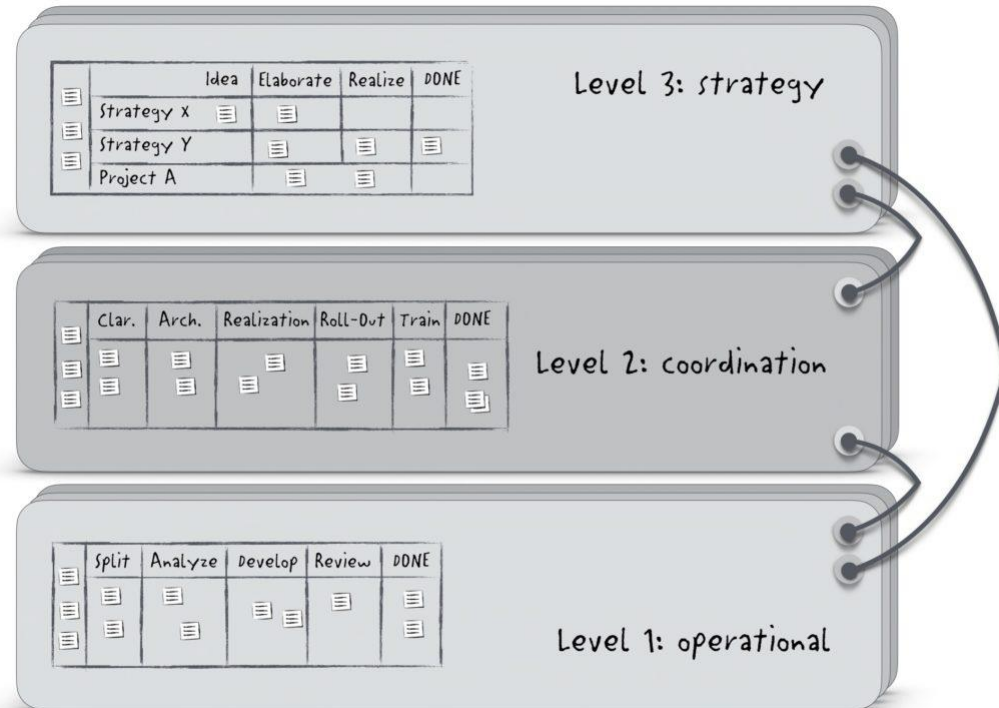 Level 3: strategy
Idea Elaborate Realize DONE
Strategy X
Strategy Y
Project A
Level 2: coordination
Clar. Arch. Realization Roll-Out Train DONE
Level 1: operational
Split Analyze Develop Review DONE